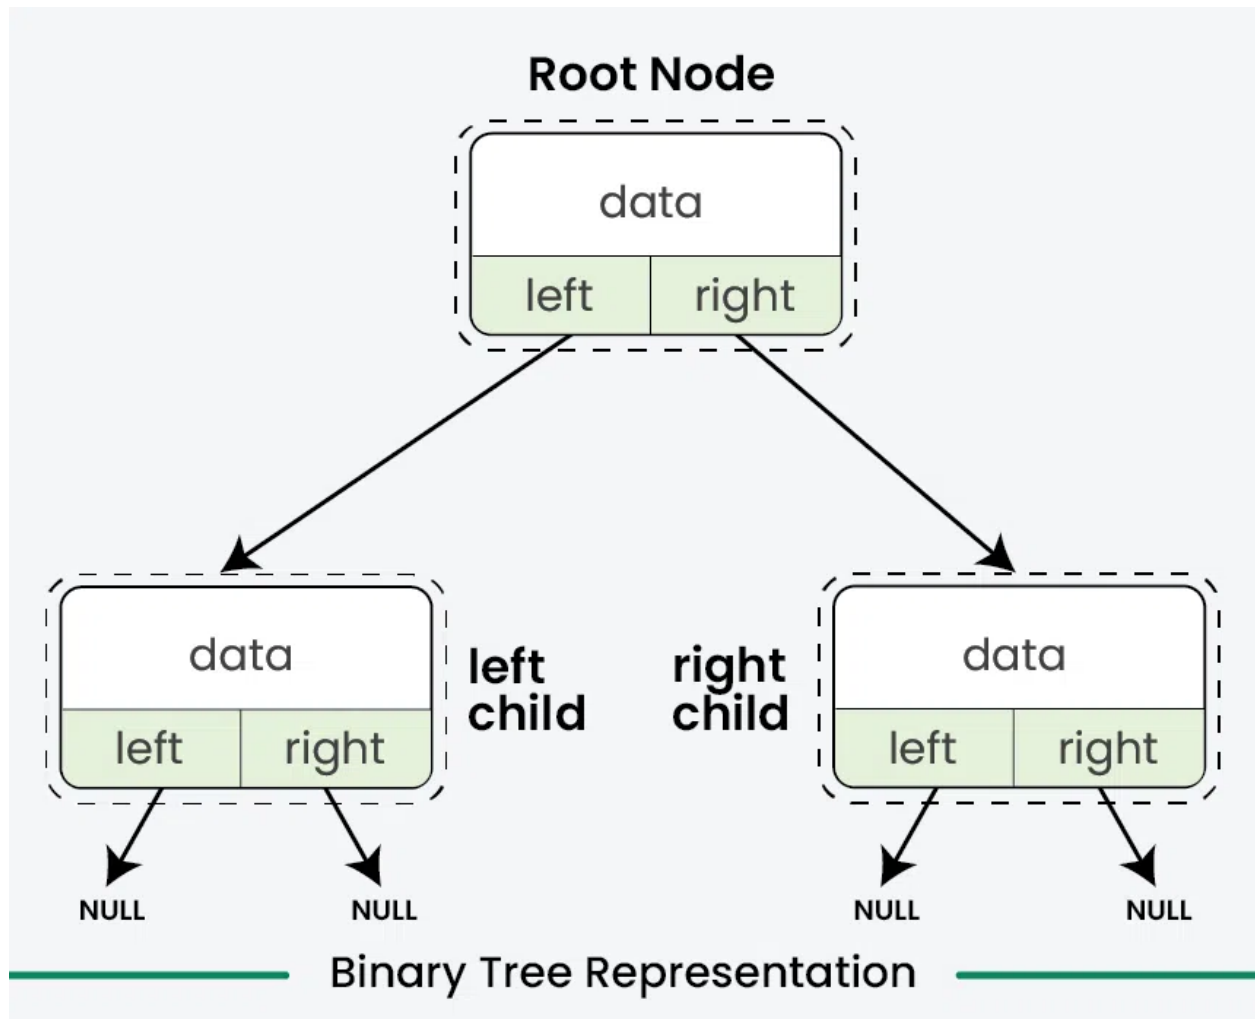 Root Node
data
left right
data
left right
left
child
right
child
data
left right
NULL NULL NULL NULL
Binary Tree Representation